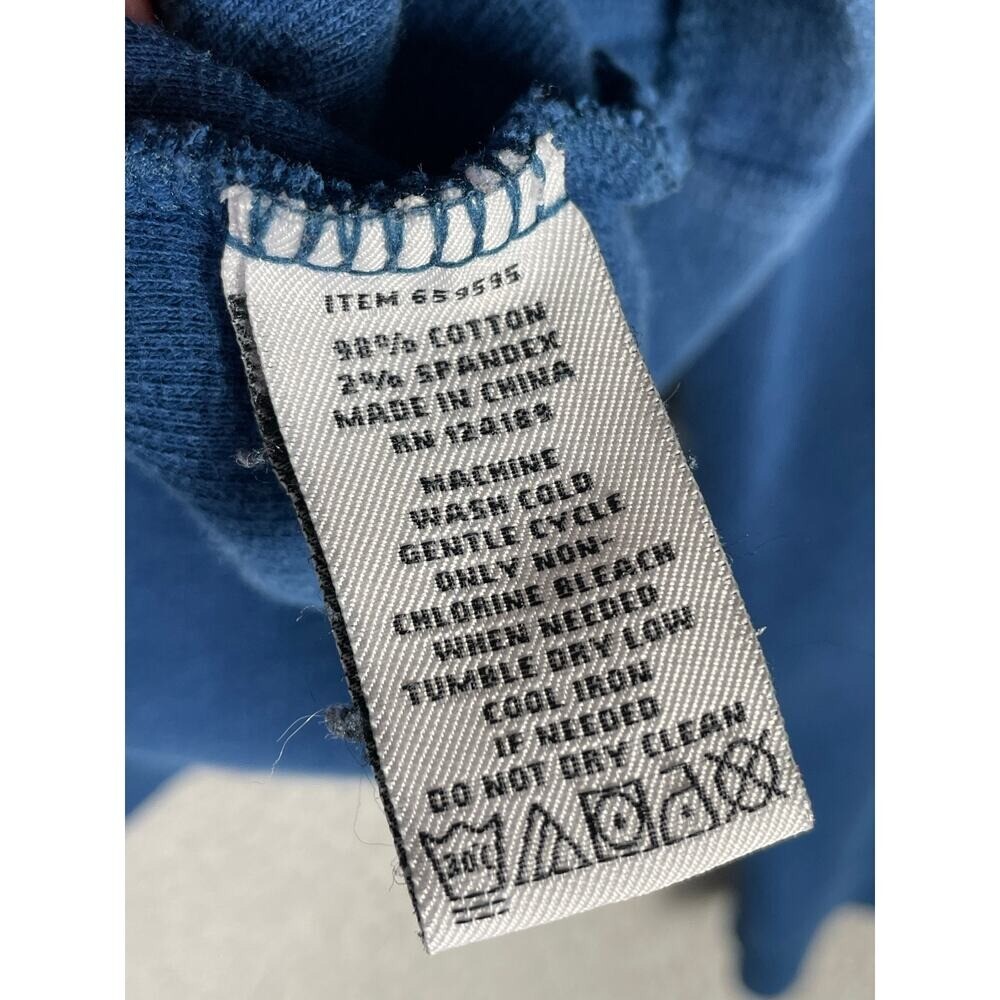 ITEM 659595
98% COTTON
2% SPANDEX
MADE IN CHINA
RN 124189
MACHINE
WASH COLD
GENTLE CYCLE
ONLY NON-
CHLORINE BLEACH
WHEN NEEDED
TUMBLE DRY LOW
COOL IRON
IF NEEDED
DO NOT DRY CLEAN
30C